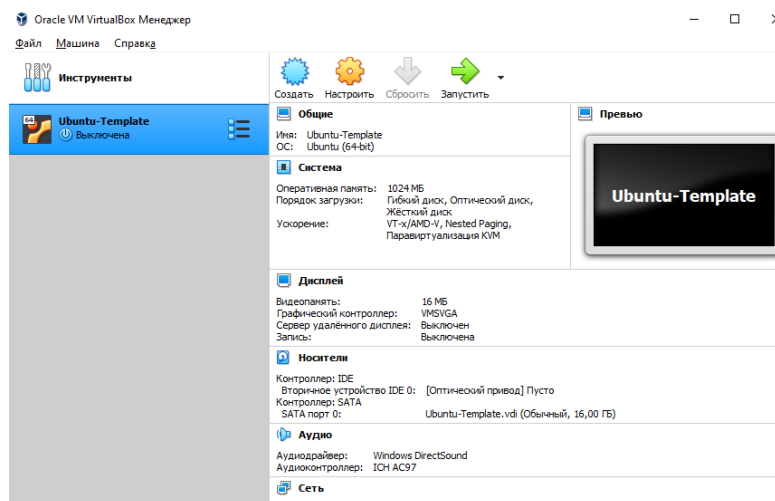 Oracle VM VirtualBox Менеджер
Файл Машина Справка
Инструменты
Создать Настроить Сбросить Запустить
64
Ubuntu-Template
Выключена
Общие
Имя: Ubuntu-Template
ОС: Ubuntu (64-bit)
Превью
Ubuntu-Template
Система
Оперативная память: 1024 МБ
Порядок загрузки: Гибкий диск, Оптический диск,
Жёсткий диск
Ускорение: VT-x/AMD-V, Nested Paging,
Паравиртуализация KVM
Дисплей
Видеопамять: 16 МБ
Графический контроллер: VMSVGA
Сервер удалённого дисплея: Выключен
Запись: Выключена
Носители
Контроллер: IDE
Вторичное устройство IDE 0: [Оптический привод] Пусто
Контроллер: SATA
SATA порт 0: Ubuntu-Template.vdi (Обычный, 16,00 ГБ)
Аудио
Аудиодрайвер: Windows DirectSound
Аудиоконтроллер: ICH AC97
Сеть